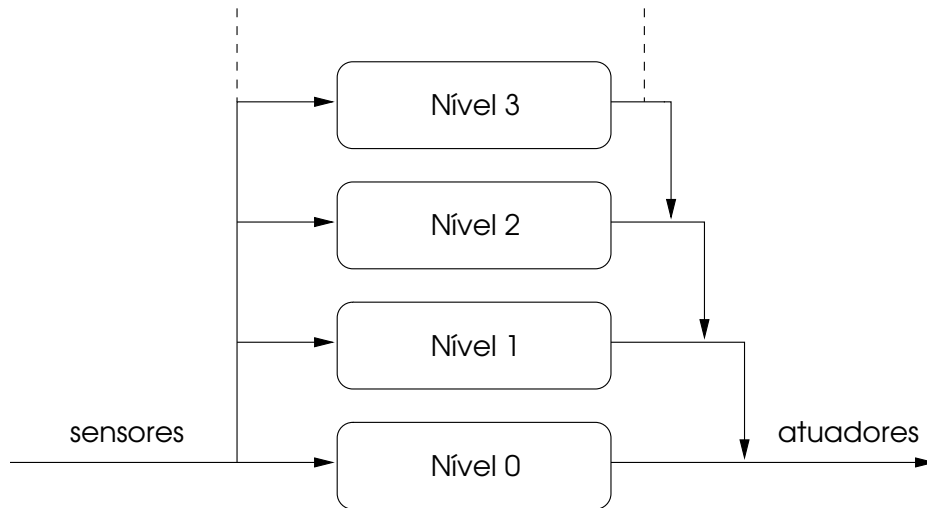 Nível 3
Nível 2
Nível 1
sensores
atuadores
Nível 0